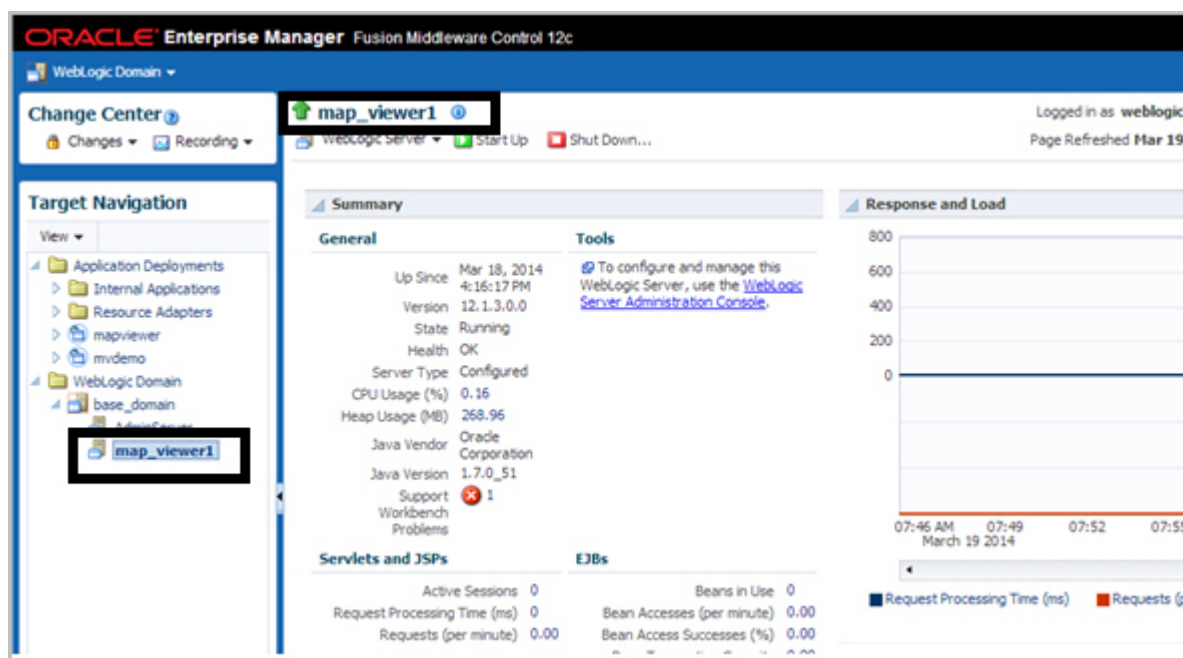 ORACLE Enterprise Manager Fusion Middleware Control 12c
WebLogic Domain
Change Center
Changes Recording
map_viewer1
Logged in as weblogic
WebLogic Server Start Up Shut Down...
Page Refreshed Mar 19
Target Navigation
View
Application Deployments
Internal Applications
Resource Adapters
mapviewer
mvdemo
WebLogic Domain
base_domain
AdminServer
map_viewer1
Summary
General
Up Since Mar 18, 2014
4:16:17 PM
Version 12.1.3.0.0
State Running
Health OK
Server Type Configured
CPU Usage (%) 0.16
Heap Usage (MB) 268.96
Java Vendor Oracle
Corporation
Java Version 1.7.0_51
Support
Workbench
Problems
1
Tools
To configure and manage this
WebLogic Server, use the WebLogic
Server Administration Console.
Servlets and JSPs
Active Sessions 0
Request Processing Time (ms) 0
Requests (per minute) 0.00
EJBs
Beans in Use 0
Bean Accesses (per minute) 0.00
Bean Access Successes (%) 0.00
Response and Load
800
600
400
200
0
07:46 AM 07:49 07:52 07:55
March 19 2014
Request Processing Time (ms) Requests (p